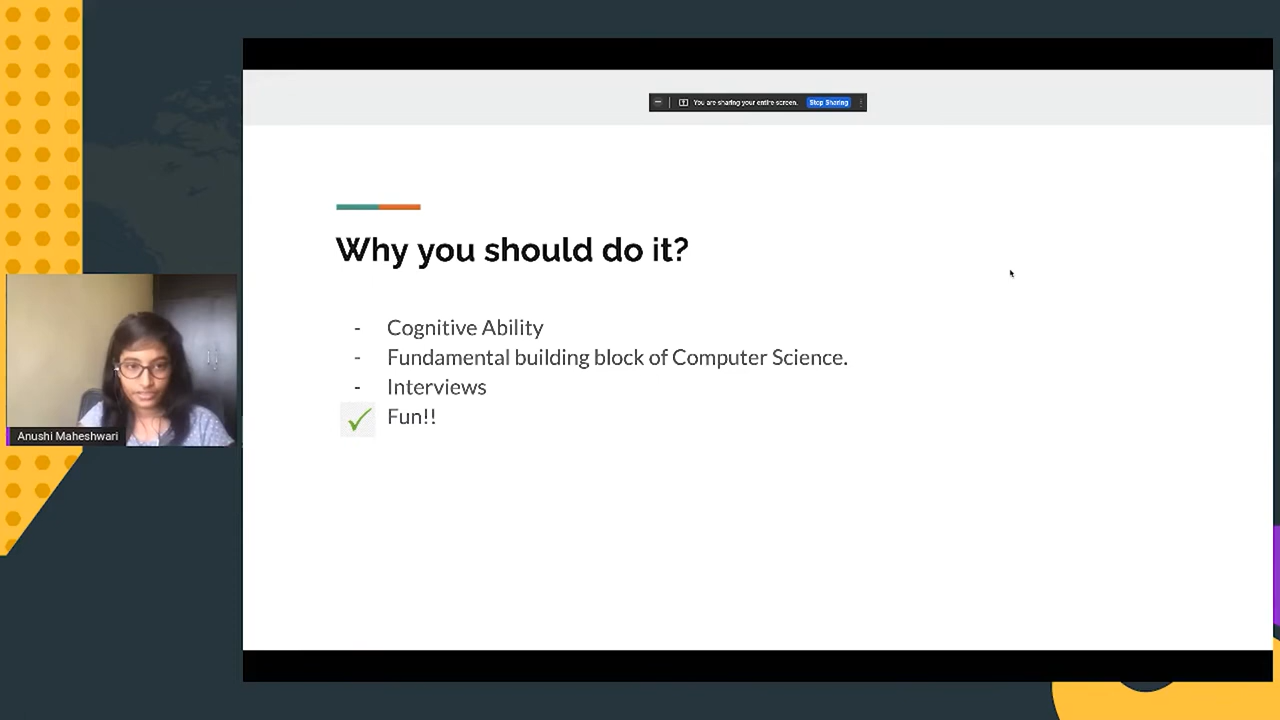 You are sharing your entire screen. Stop Sharing
Why you should do it?
- Cognitive Ability
- Fundamental building block of Computer Science.
- Interviews
Fun!!
Anushi Maheshwari